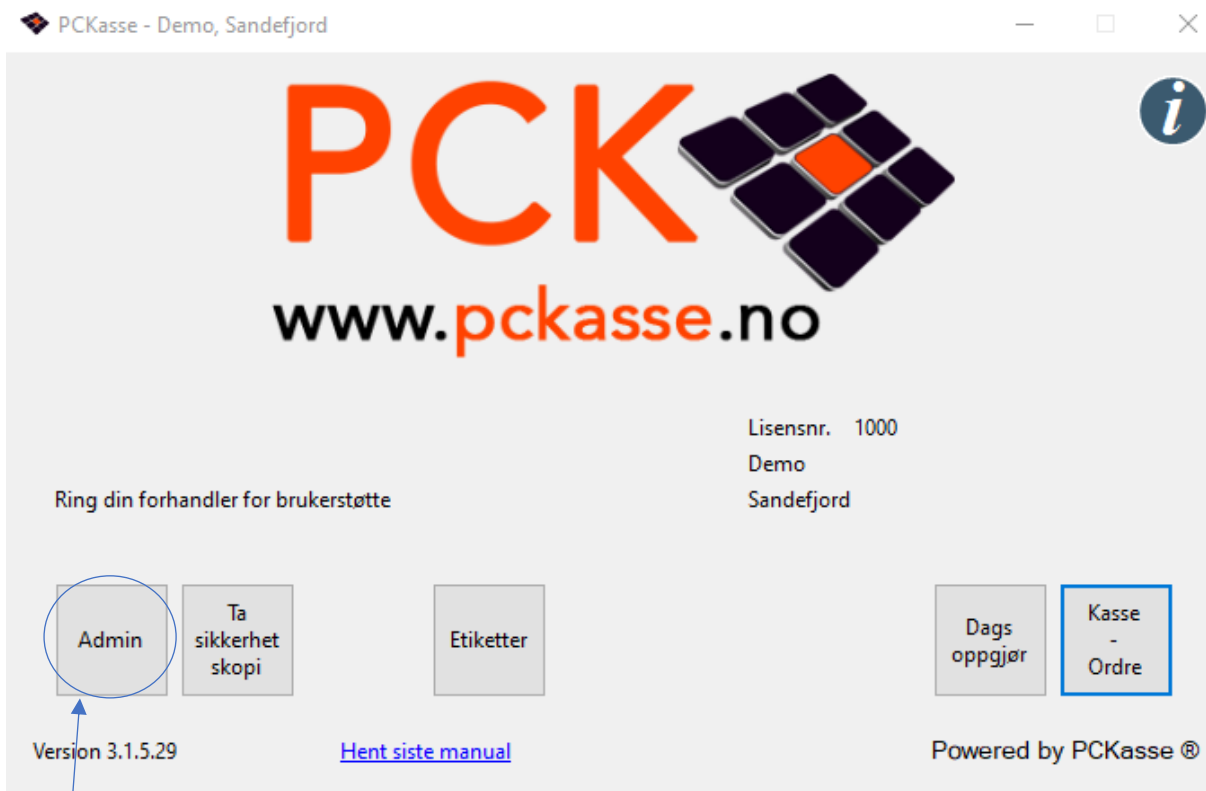 PCKasse - Demo, Sandefjord
PCK
www.pckasse.no
i
Lisensnr. 1000
Demo
Ring din forhandler for brukerstøtte
Sandefjord
Admin
Ta
sikkerhet
skopi
Etiketter
Dags
oppgjør
Kasse
-
Ordre
Version 3.1.5.29
Hent siste manual
Powered by PCKasse ®